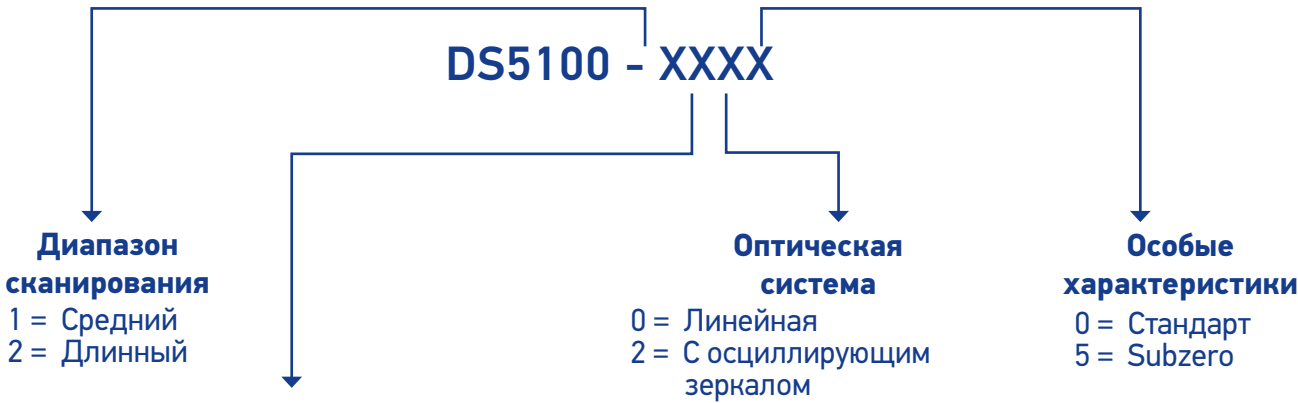 DS5100 - XXXX
Диапазон
сканирования
1 = Средний
2 = Длинный
Оптическая
система
0 = Линейная
2 = С осциллирующим
зеркалом
Особые
характеристики
0 = Стандарт
5 = Subzero